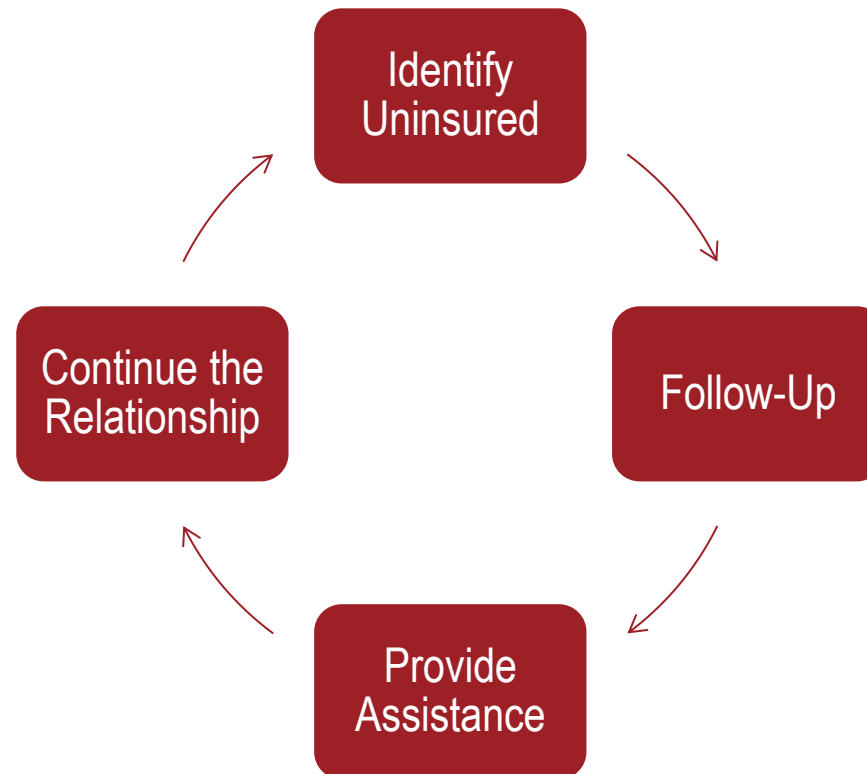 Identify
Uninsured
Follow-Up
Provide
Assistance
Continue the
Relationship